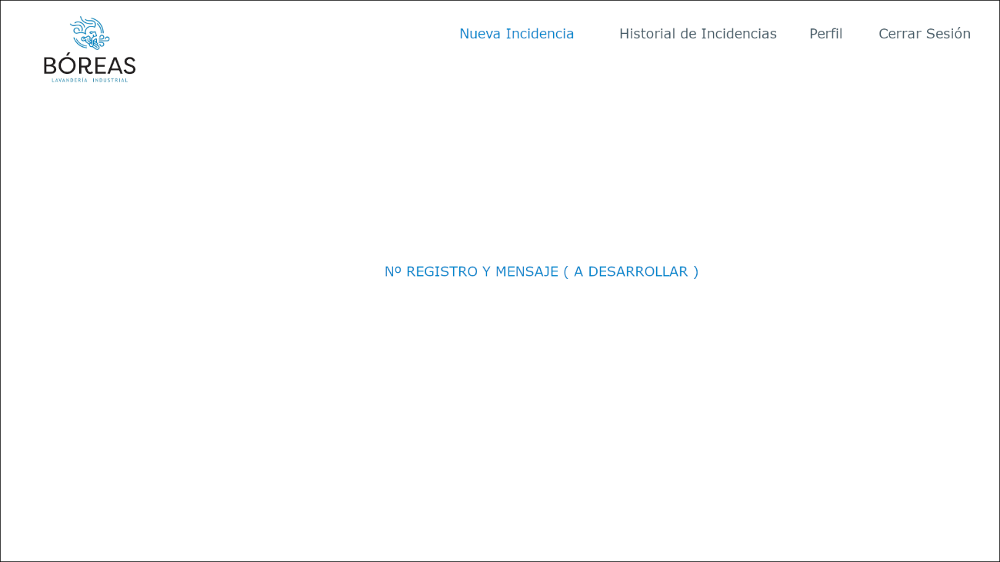 BÓREAS
LAVANDERÍA INDUSTRIAL
Nueva Incidencia Historial de Incidencias Perfil Cerrar Sesión
Nº REGISTRO Y MENSAJE ( A DESARROLLAR )